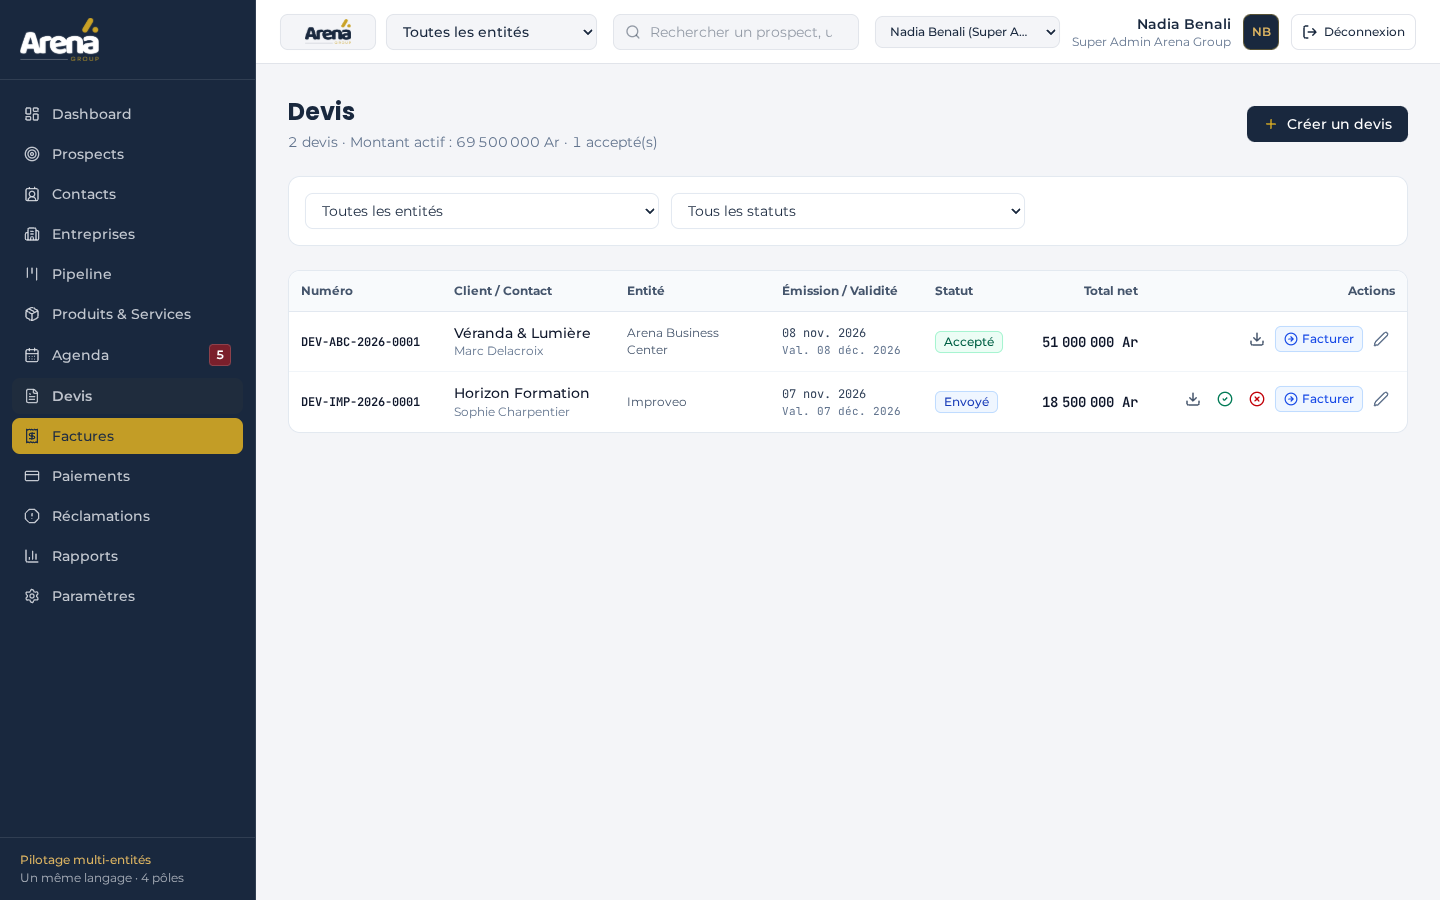 Arena
GROUP
Dashboard
Prospects
Contacts
Entreprises
Pipeline
Produits & Services
Agenda
5
Devis
Factures
Paiements
Réclamations
Rapports
Paramètres
Pilotage multi-entités
Un même langage · 4 pôles
Arena
Toutes les entités
Rechercher un prospect, u
Nadia Benali (Super A...
Nadia Benali
Super Admin Arena Group
NB
Déconnexion
Devis
2 devis · Montant actif : 69 500 000 Ar · 1 accepté(s)
Créer un devis
Toutes les entités
Tous les statuts
Numéro Client / Contact Entité Émission / Validité Statut Total net Actions
DEV-ABC-2026-0001
Véranda & Lumière
Marc Delacroix
Arena Business
Center
08 nov. 2026
Val. 08 déc. 2026
Accepté
51 000 000 Ar
Facturer
DEV-IMP-2026-0001
Horizon Formation
Sophie Charpentier
Improveo
07 nov. 2026
Val. 07 déc. 2026
Envoyé
18 500 000 Ar
Facturer